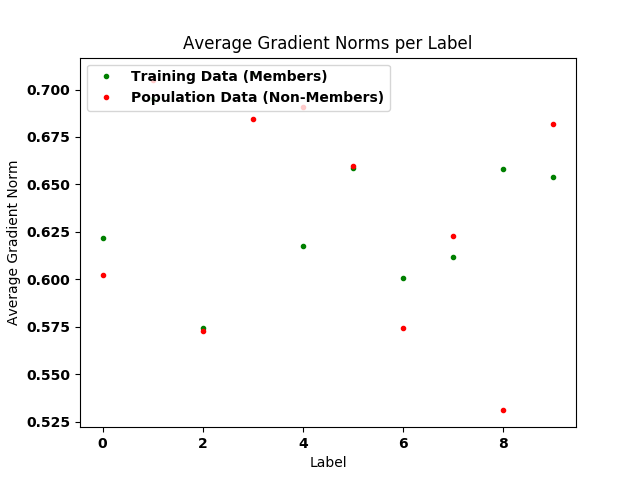 Average Gradient Norms per Label
Training Data (Members)
Population Data (Non-Members)
0.700
0.675
0.650
0.625
0.600
0.575
0.550
0.525
Average Gradient Norm
0 2 4 6 8
Label